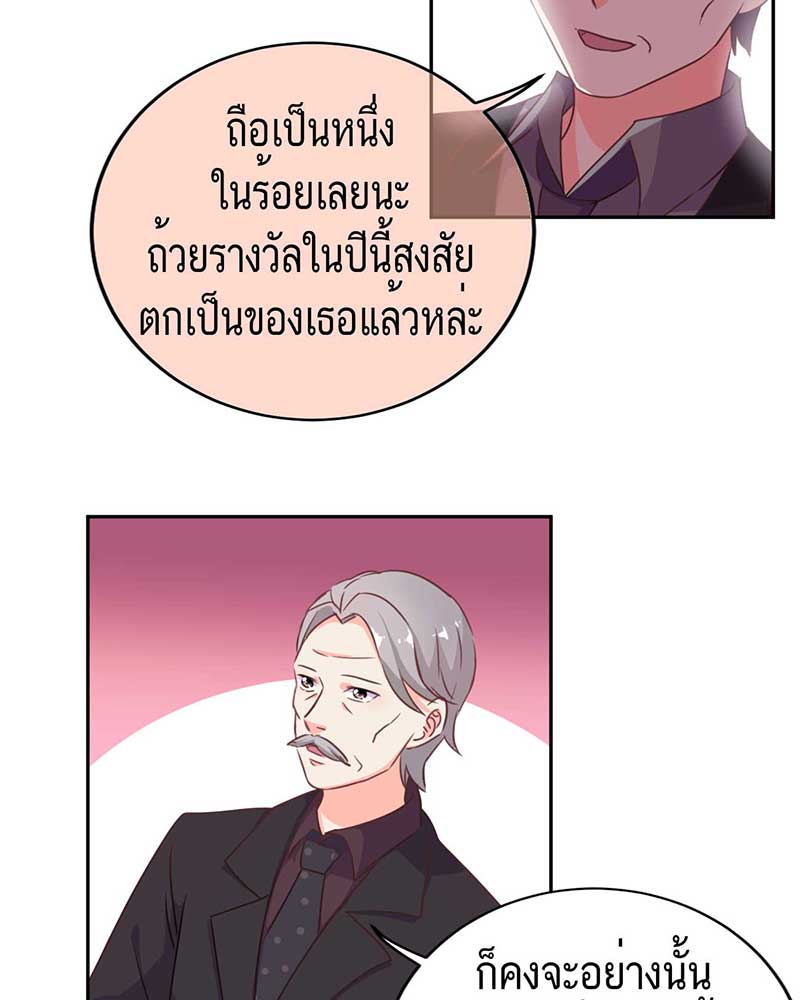 ถือเป็นหนึ่ง
ในร้อยเลยนะ
ถ้วยรางวัลในปีนี้สงสัย
ตกเป็นของเธอแล้วหล่ะ
ก็คงจะอย่างนั้น